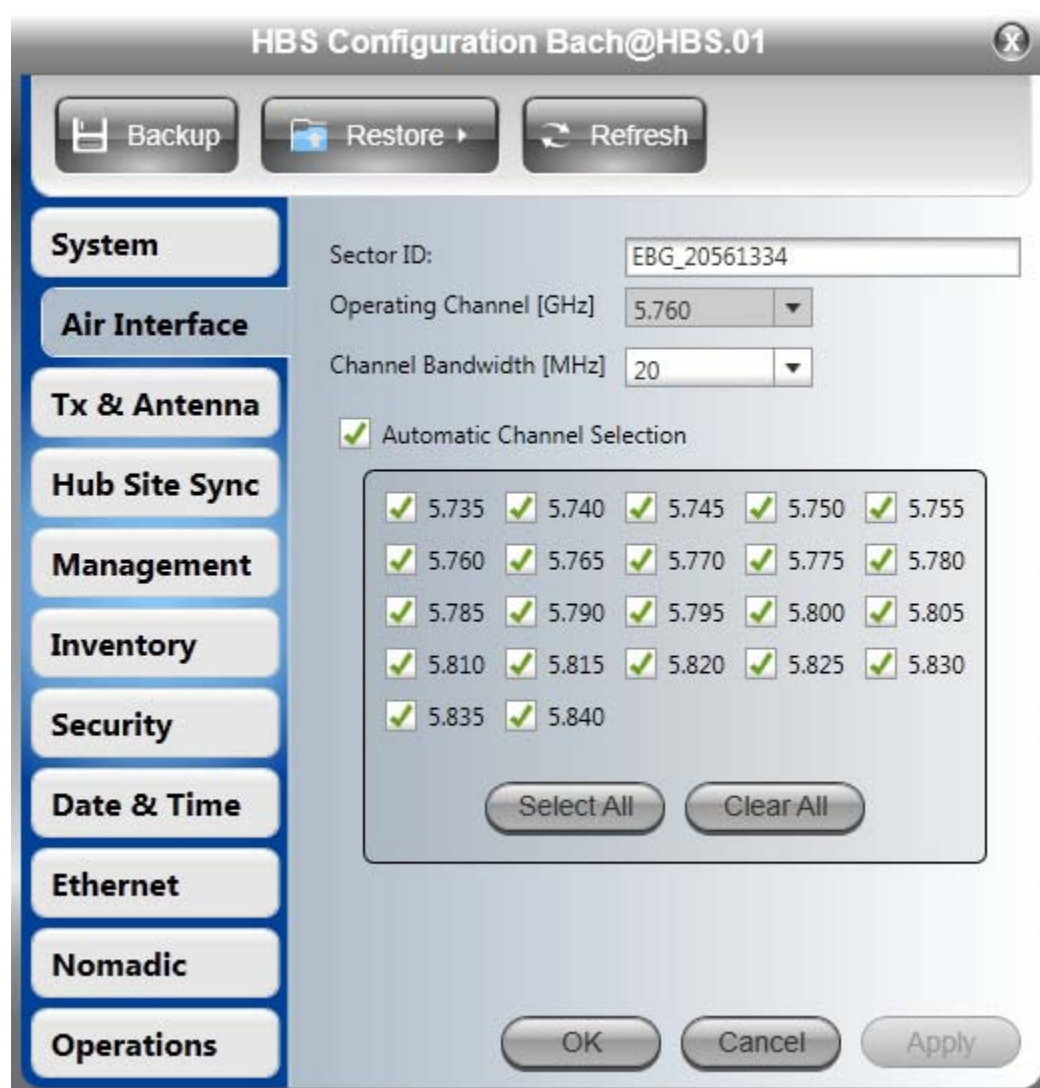 HBS Configuration Bach@HBS.01
Backup Restore Refresh
System
Air Interface
Tx & Antenna
Hub Site Sync
Management
Inventory
Security
Date & Time
Ethernet
Nomadic
Operations
Sector ID: EBG_20561334
Operating Channel [GHz] 5.760
Channel Bandwidth [MHz] 20
Automatic Channel Selection
5.735 5.740 5.745 5.750 5.755
5.760 5.765 5.770 5.775 5.780
5.785 5.790 5.795 5.800 5.805
5.810 5.815 5.820 5.825 5.830
5.835 5.840
Select All Clear All
OK Cancel Apply